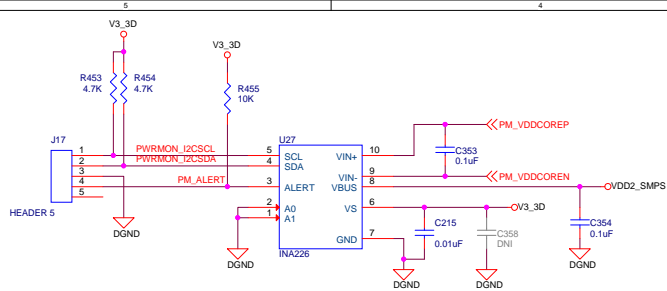 5
4
V3_3D
V3_3D
R453
4.7K
R454
4.7K
R455
10K
J17
1
2
3
4
5
HEADER 5
PWRMON_I2CSCL
PWRMON_I2CSDA
PM_ALERT
DGND
U27
5
4
3
2
1
SCL
SDA
ALERT
A0
A1
VIN+
VIN-
VBUS
VS
GND
10
9
8
6
7
INA226
DGND
PM_VDDCOREP
C353
0.1uF
PM_VDDCOREN
VDD2_SMPS
V3_3D
C215
0.01uF
C358
DNI
C354
0.1uF
DGND
DGND
DGND